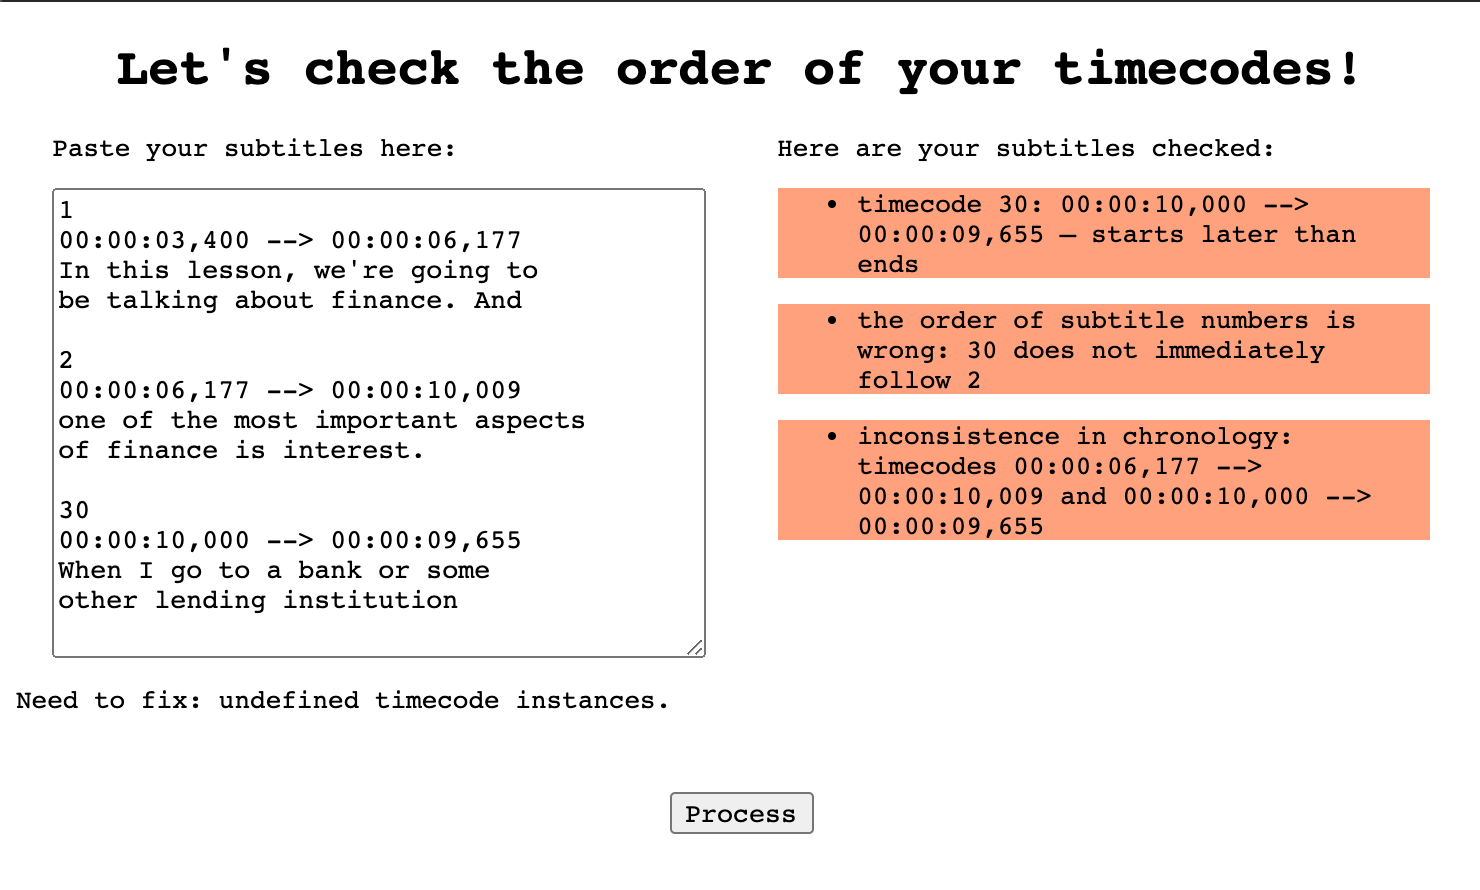 Let's check the order of your timecodes!
Paste your subtitles here:
1
00:00:03,400 --> 00:00:06,177
In this lesson, we're going to
be talking about finance. And
2
00:00:06,177 --> 00:00:10,009
one of the most important aspects
of finance is interest.
30
00:00:10,000 --> 00:00:09,655
When I go to a bank or some
other lending institution
Here are your subtitles checked:
• timecode 30: 00:00:10,000 -->
00:00:09,655 — starts later than
ends
• the order of subtitle numbers is
wrong: 30 does not immediately
follow 2
• inconsistence in chronology:
timecodes 00:00:06,177 -->
00:00:10,009 and 00:00:10,000 -->
00:00:09,655
Need to fix: undefined timecode instances.
Process